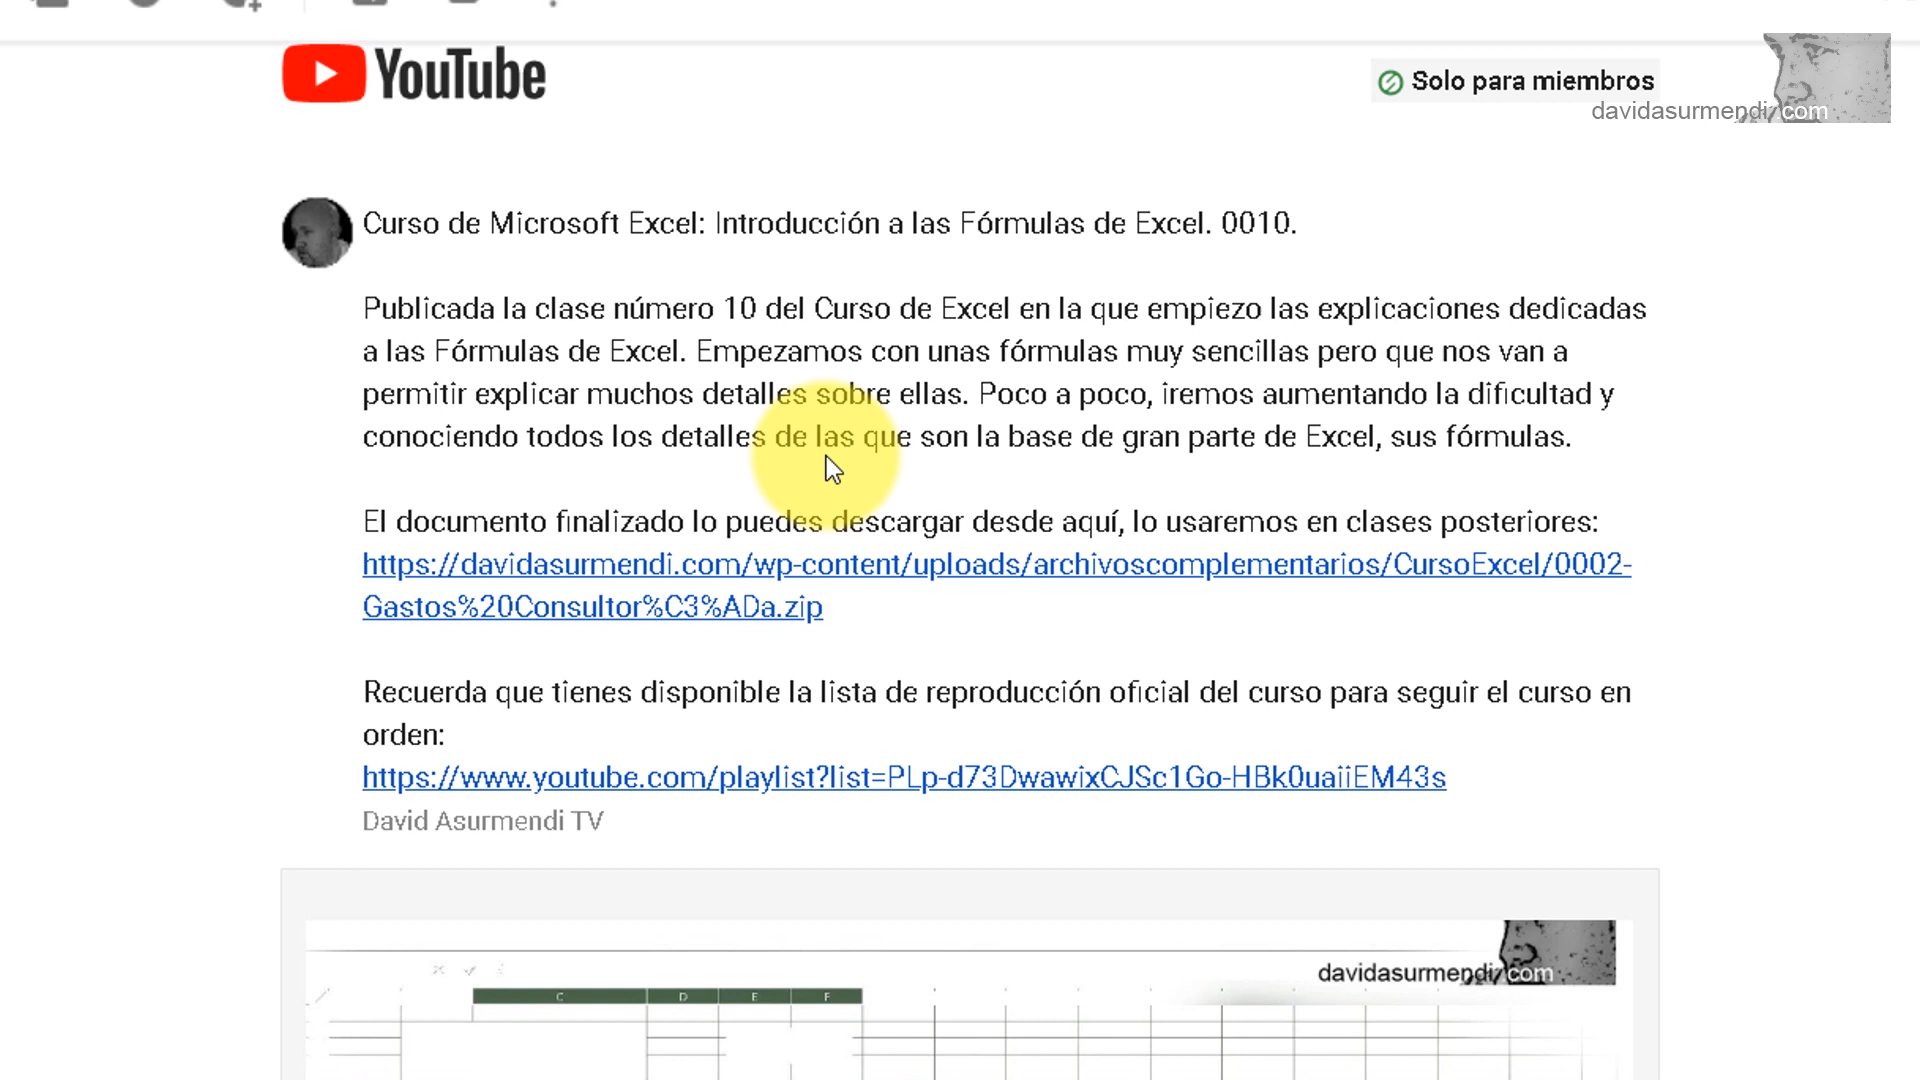 YouTube
Solo para miembros
davidasurmendi.com
Curso de Microsoft Excel: Introducción a las Fórmulas de Excel. 0010.
Publicada la clase número 10 del Curso de Excel en la que empiezo las explicaciones dedicadas
a las Fórmulas de Excel. Empezamos con unas fórmulas muy sencillas pero que nos van a
permitir explicar muchos detalles sobre ellas. Poco a poco, iremos aumentando la dificultad y
conociendo todos los detalles de las que son la base de gran parte de Excel, sus fórmulas.
El documento finalizado lo puedes descargar desde aquí, lo usaremos en clases posteriores:
https://davidasurmendi.com/wp-content/uploads/archivoscomplementarios/CursoExcel/0002-
Gastos%20Consultor%C3%ADa.zip
Recuerda que tienes disponible la lista de reproducción oficial del curso para seguir el curso en
orden:
https://www.youtube.com/playlist?list=PLp-d73DwawixCJSc1Go-HBk0uaiiEM43s
David Asurmendi TV
davidasurmendi.com
C D E F